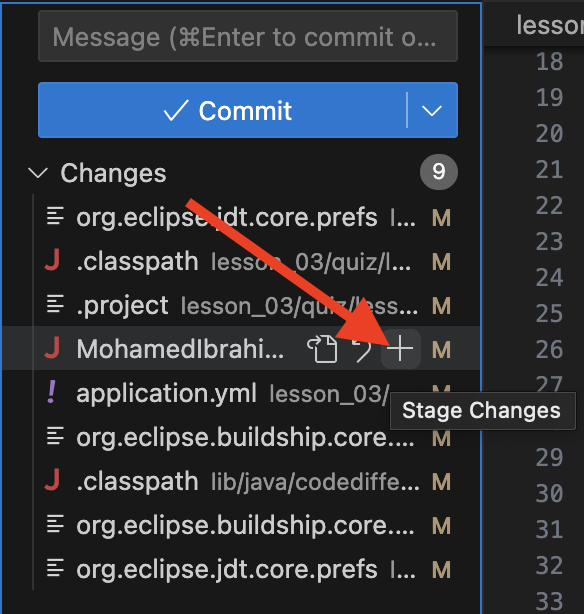 lesson
Message (⌘Enter to commit o...
Commit
Changes 9
org.eclipse.jdt.core.prefs l... M
J .classpath lesson_03/quiz/l... M
.project lesson_03/quiz/less... M
J MohamedIbrahi... M
! application.yml lesson_03/ M
Stage Changes
org.eclipse.buildship.core.... M
J .classpath lib/java/codediffe... M
org.eclipse.buildship.core.... M
org.eclipse.jdt.core.prefs l... M
18
19
20
21
22
23
24
25
26
27
29
30
31
32
33